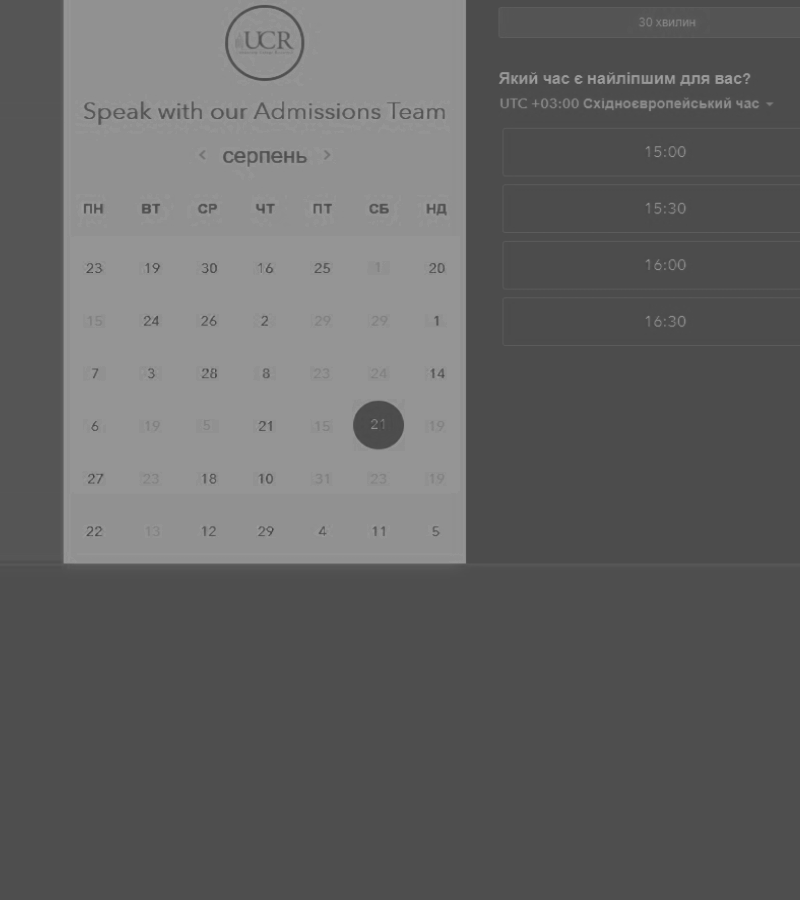 UCR
Speak with our Admissions Team
‹ серпень ›
ПН ВТ СР ЧТ ПТ СБ НД
23 19 30 16 25 1 20
15 24 26 2 29 29 1
7 3 28 8 23 24 14
6 19 5 21 15 21 19
27 23 18 10 31 23 19
22 13 12 29 4 11 5
30 хвилин
Який час є найліпшим для вас?
UTC +03:00 Східноєвропейський час
15:00
15:30
16:00
16:30